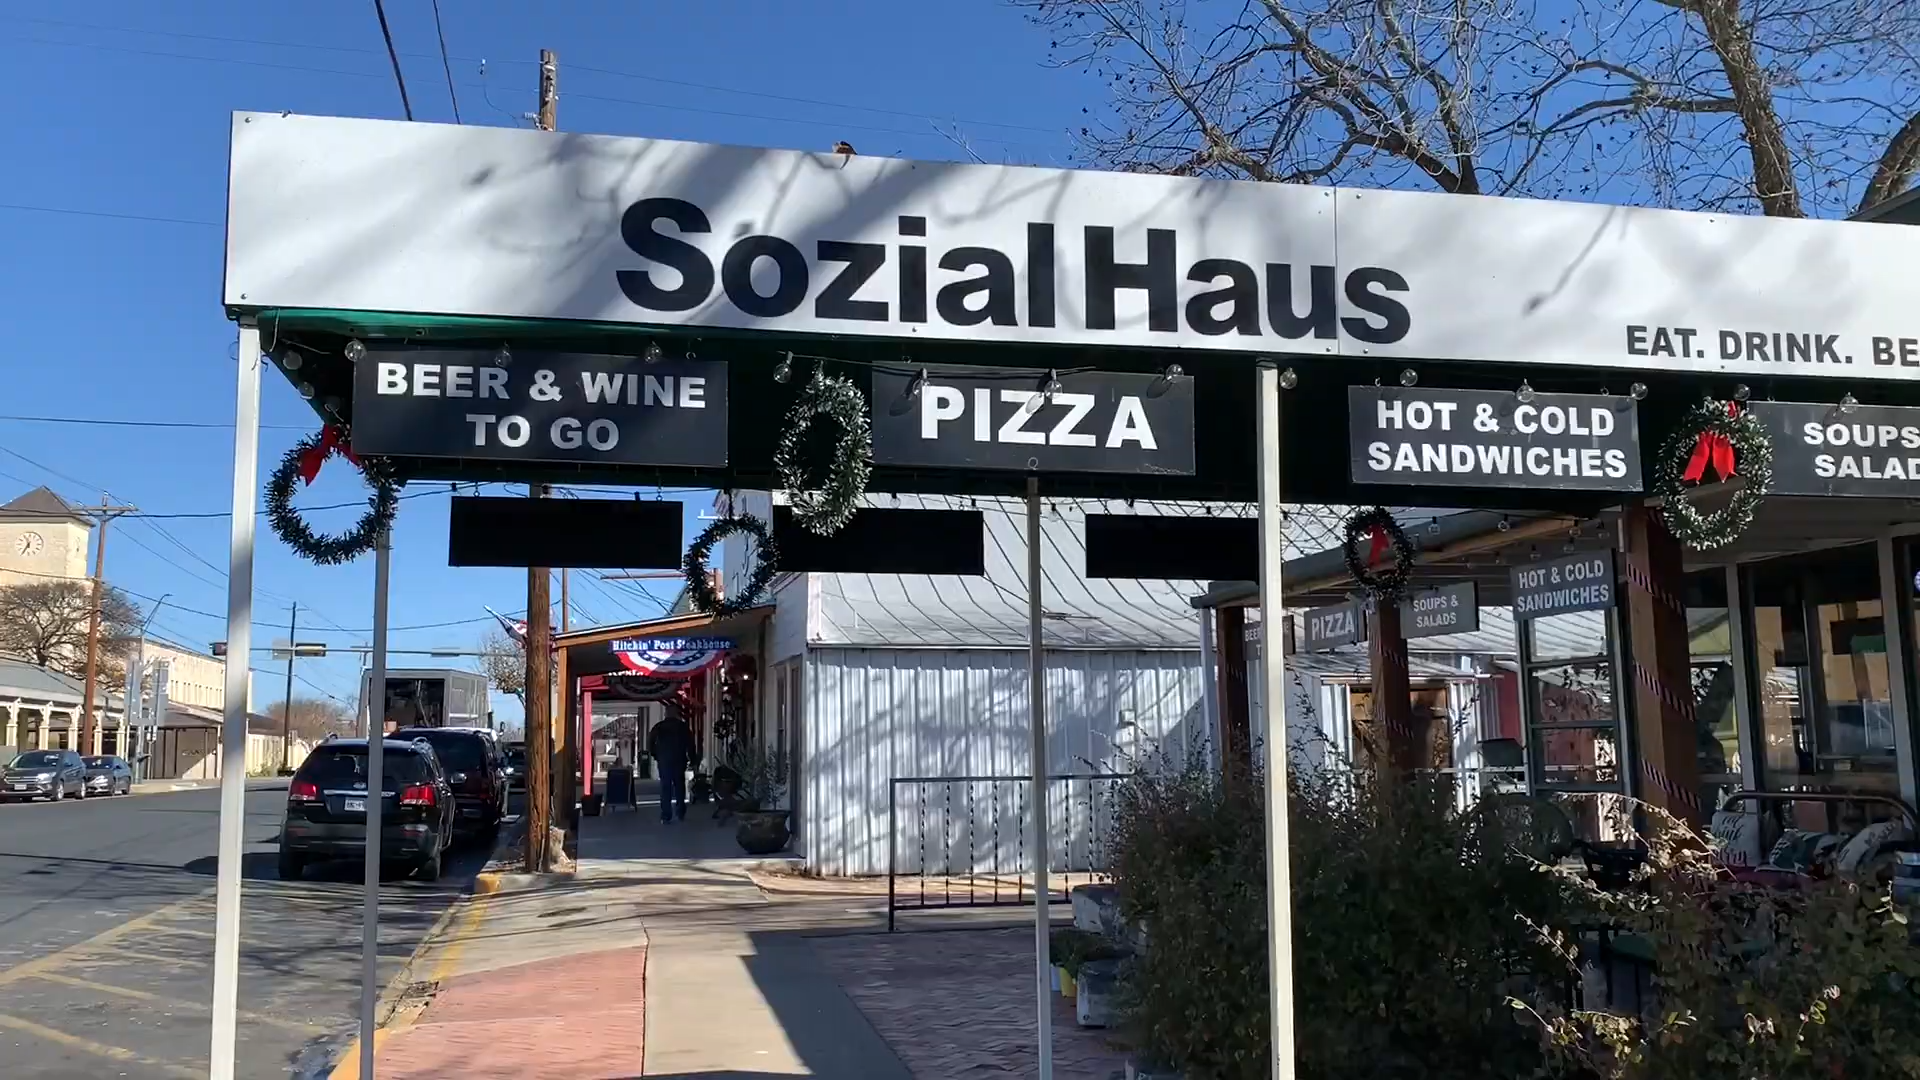 Sozial Haus
EAT. DRINK. BE
BEER & WINE
TO GO
PIZZA
HOT & COLD
SANDWICHES
SOUPS
SALAD
Hitchin' Post Steakhouse
BEER
PIZZA
SOUPS &
SALADS
HOT & COLD
SANDWICHES